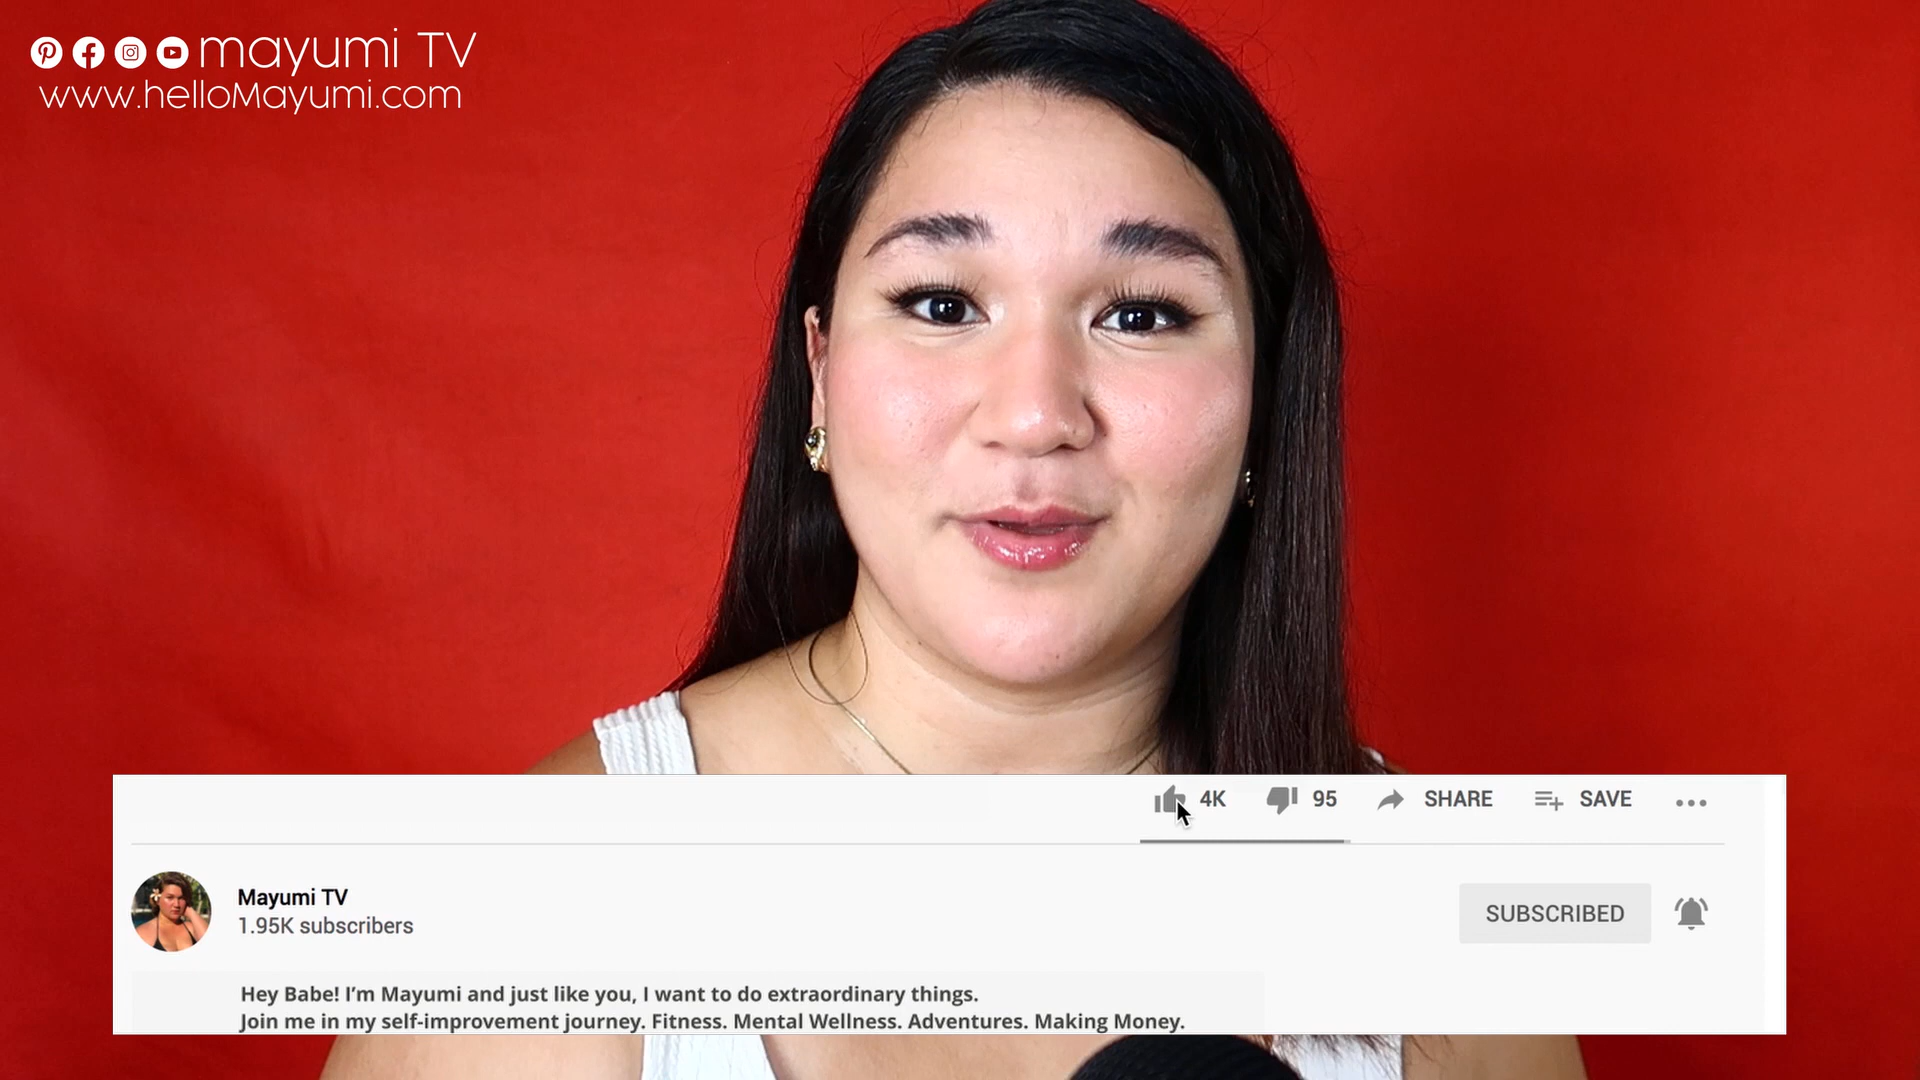 mayumi TV
www.helloMayumi.com
4K 95 SHARE SAVE
Mayumi TV
1.95K subscribers
SUBSCRIBED
Hey Babe! I'm Mayumi and just like you, I want to do extraordinary things.
Join me in my self-improvement journey. Fitness. Mental Wellness. Adventures. Making Money.